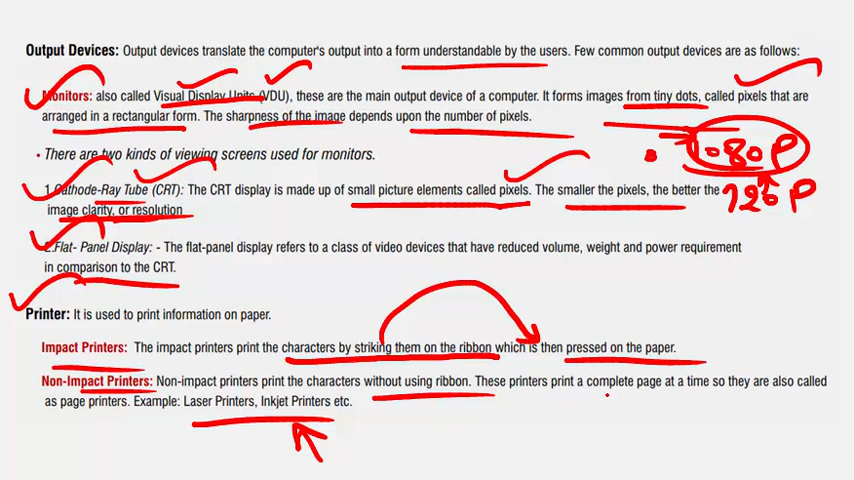 Output Devices: Output devices translate the computer's output into a form understandable by the users. Few common output devices are as follows:
Monitors: also called Visual Display Units (VDU), these are the main output device of a computer. It forms images from tiny dots, called pixels that are
arranged in a rectangular form. The sharpness of the image depends upon the number of pixels.
1080P
• There are two kinds of viewing screens used for monitors.
1.Cathode-Ray Tube (CRT): The CRT display is made up of small picture elements called pixels. The smaller the pixels, the better the
720P
image clarity, or resolution
2.Flat- Panel Display: - The flat-panel display refers to a class of video devices that have reduced volume, weight and power requirement
in comparison to the CRT.
Printer: It is used to print information on paper.
Impact Printers: The impact printers print the characters by striking them on the ribbon which is then pressed on the paper.
Non-Impact Printers: Non-impact printers print the characters without using ribbon. These printers print a complete page at a time so they are also called
as page printers. Example: Laser Printers, Inkjet Printers etc.